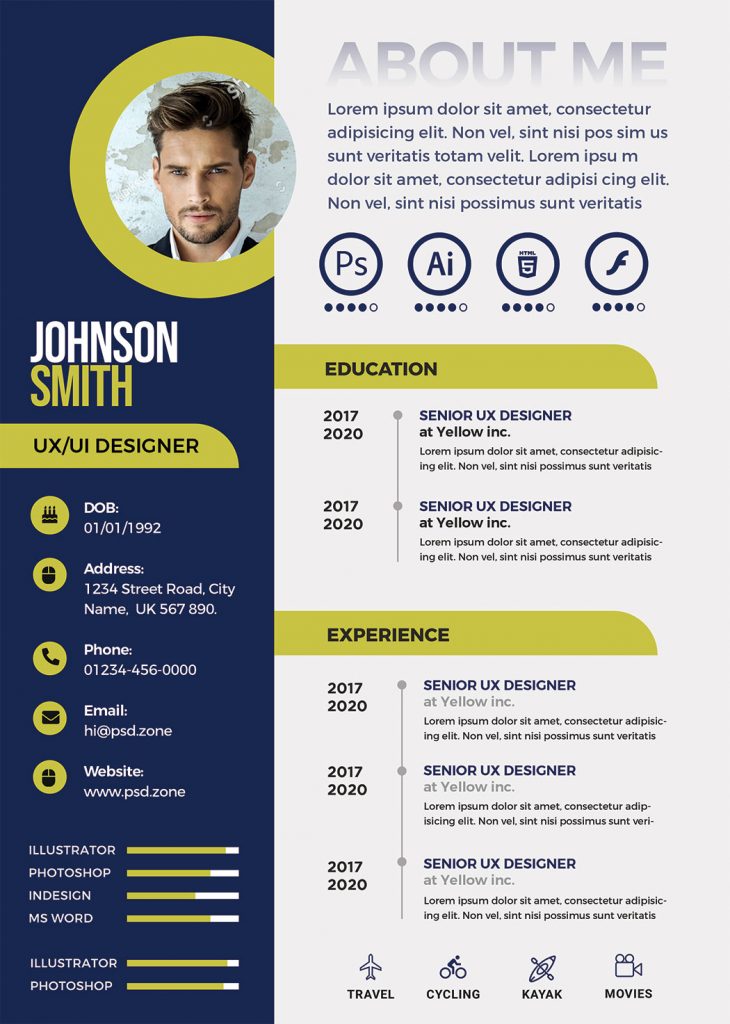 JOHNSON
SMITH
UX/UI DESIGNER
DOB:
01/01/1992
Address:
1234 Street Road, City
Name, UK 567 890.
Phone:
01234-456-0000
Email:
hi@psd.zone
Website:
www.psd.zone
ILLUSTRATOR
PHOTOSHOP
INDESIGN
MS WORD
ILLUSTRATOR
PHOTOSHOP
ABOUT ME
Lorem ipsum dolor sit amet, consectetur
adipisicing elit. Non vel, sint nisi pos sim us
sunt veritatis totam velit. Lorem ipsu m
dolor sit amet, consectetur adipisi cing elit.
Non vel, sint nisi possimus sunt veritatis
Ps
Ai
HTML
5
EDUCATION
2017
2020
SENIOR UX DESIGNER
at Yellow inc.
Lorem ipsum dolor sit amet, consectetur adipisic-
ing elit. Non vel, sint nisi possimus sunt veritatis
2017
2020
SENIOR UX DESIGNER
at Yellow inc.
Lorem ipsum dolor sit amet, consectetur adipisic-
ing elit. Non vel, sint nisi possimus sunt veritatis
EXPERIENCE
2017
2020
SENIOR UX DESIGNER
at Yellow inc.
Lorem ipsum dolor sit amet, consectetur adipisic-
ing elit. Non vel, sint nisi possimus sunt veritatis
2017
2020
SENIOR UX DESIGNER
at Yellow inc.
Lorem ipsum dolor sit amet, consectetur adip-
isicing elit. Non vel, sint nisi possimus sunt veri-
2017
2020
SENIOR UX DESIGNER
at Yellow inc.
Lorem ipsum dolor sit amet, consectetur adipisic-
ing elit. Non vel, sint nisi possimus sunt veritatis
TRAVEL
CYCLING
KAYAK
MOVIES